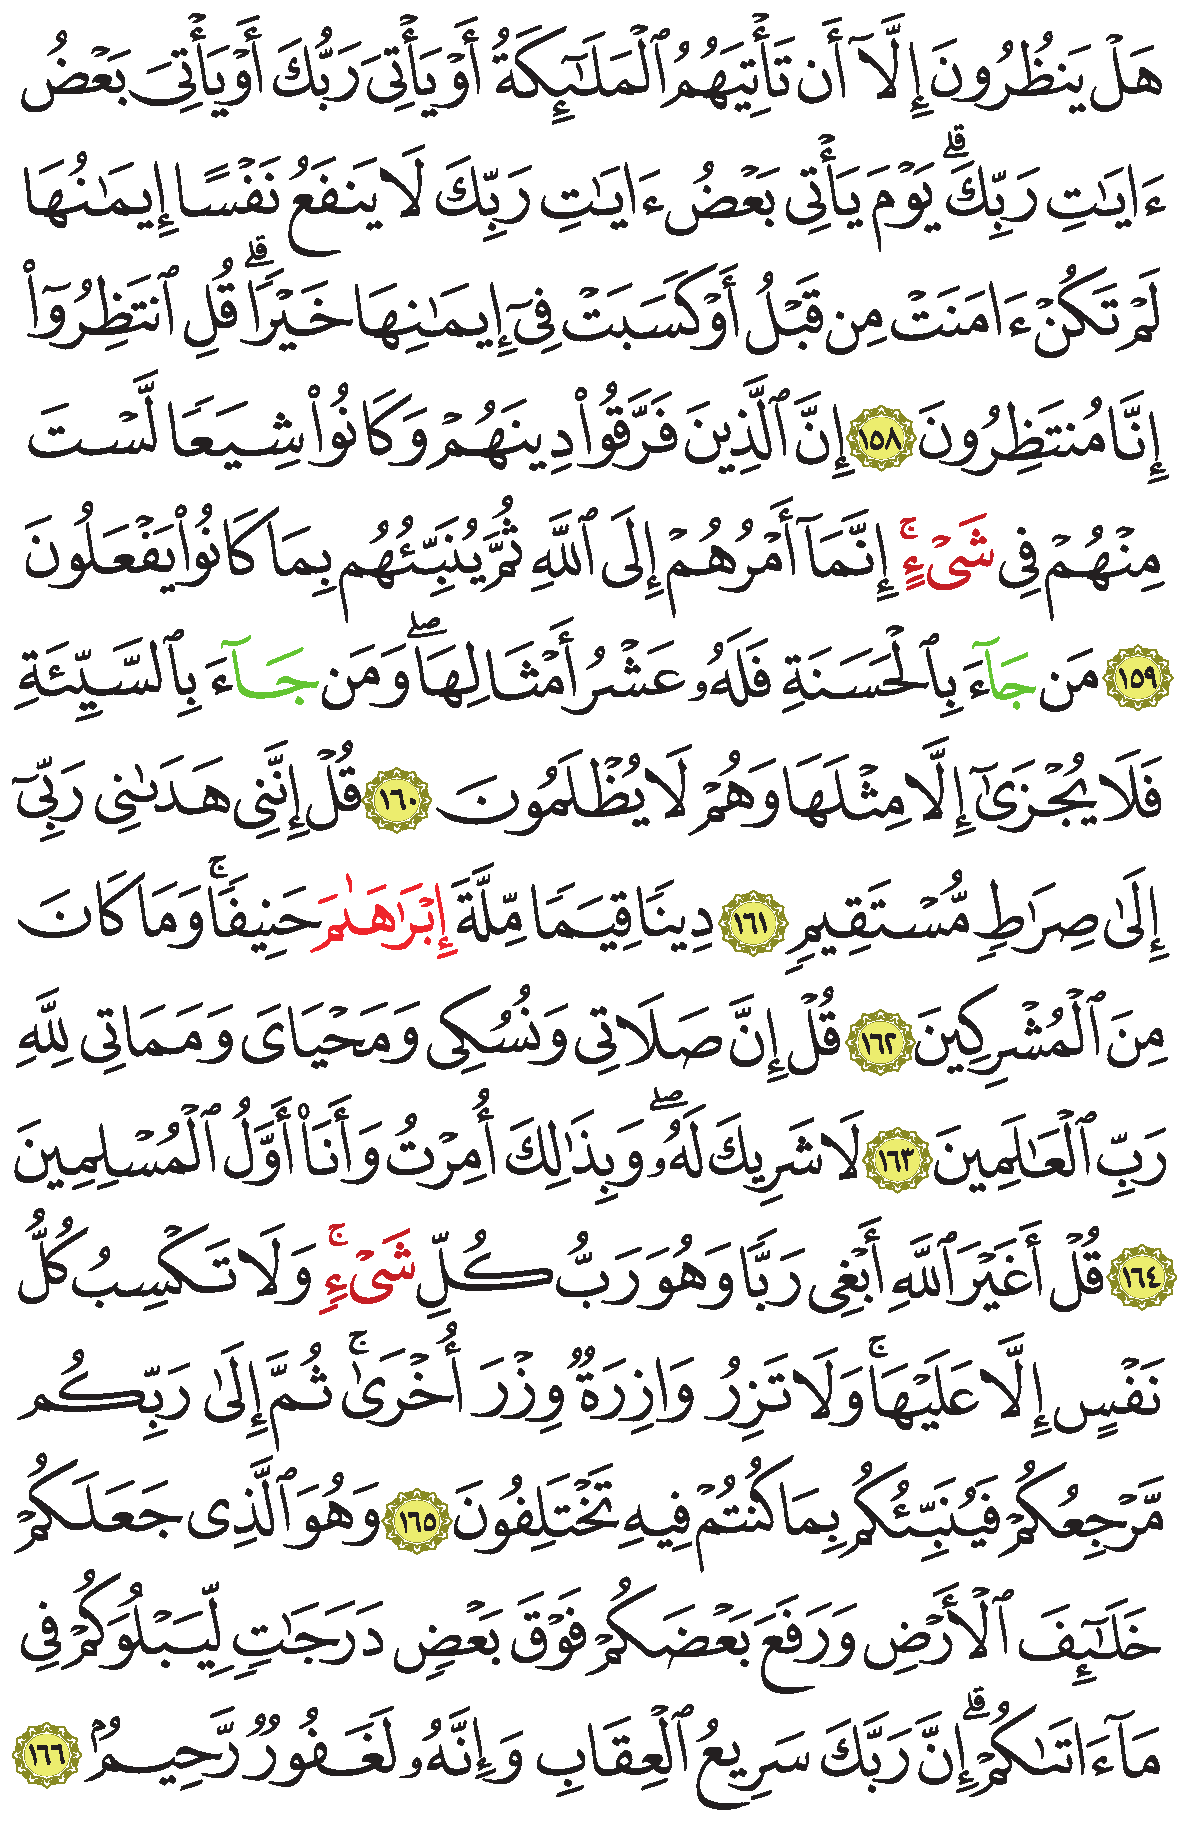 هَلْ يَنظُرُونَ إِلَّآ أَن تَأْتِيَهُمُ ٱلْمَلَـٰٓئِكَةُ أَوْ يَأْتِىَ رَبُّكَ أَوْ يَأْتِىَ بَعْضُ
ءَايَـٰتِ رَبِّكَ ۗ يَوْمَ يَأْتِى بَعْضُ ءَايَـٰتِ رَبِّكَ لَا يَنفَعُ نَفْسًا إِيمَـٰنُهَا
لَمْ تَكُنْ ءَامَنَتْ مِن قَبْلُ أَوْ كَسَبَتْ فِىٓ إِيمَـٰنِهَا خَيْرًا ۗ قُلِ ٱنتَظِرُوٓا۟
إِنَّا مُنتَظِرُونَ ١٥٨ إِنَّ ٱلَّذِينَ فَرَّقُوا۟ دِينَهُمْ وَكَانُوا۟ شِيَعًا لَّسْتَ
مِنْهُمْ فِى شَىْءٍ ۚ إِنَّمَآ أَمْرُهُمْ إِلَى ٱللَّهِ ثُمَّ يُنَبِّئُهُم بِمَا كَانُوا۟ يَفْعَلُونَ
١٥٩ مَن جَآءَ بِٱلْحَسَنَةِ فَلَهُۥ عَشْرُ أَمْثَالِهَا ۖ وَمَن جَآءَ بِٱلسَّيِّئَةِ
فَلَا يُجْزَىٰٓ إِلَّا مِثْلَهَا وَهُمْ لَا يُظْلَمُونَ ١٦٠ قُلْ إِنَّنِى هَدَىٰنِى رَبِّىٓ
إِلَىٰ صِرَٰطٍ مُّسْتَقِيمٍ ١٦١ دِينًا قِيَمًا مِّلَّةَ إِبْرَٰهَـٰمَ حَنِيفًا ۚ وَمَا كَانَ
مِنَ ٱلْمُشْرِكِينَ ١٦٢ قُلْ إِنَّ صَلَاتِى وَنُسُكِى وَمَحْيَاىَ وَمَمَاتِى لِلَّهِ
رَبِّ ٱلْعَـٰلَمِينَ ١٦٣ لَا شَرِيكَ لَهُۥ ۖ وَبِذَٰلِكَ أُمِرْتُ وَأَنَا۠ أَوَّلُ ٱلْمُسْلِمِينَ
١٦٤ قُلْ أَغَيْرَ ٱللَّهِ أَبْغِى رَبًّا وَهُوَ رَبُّ كُلِّ شَىْءٍ ۚ وَلَا تَكْسِبُ كُلُّ
نَفْسٍ إِلَّا عَلَيْهَا ۚ وَلَا تَزِرُ وَازِرَةٌ وِزْرَ أُخْرَىٰ ۚ ثُمَّ إِلَىٰ رَبِّكُم
مَّرْجِعُكُمْ فَيُنَبِّئُكُم بِمَا كُنتُمْ فِيهِ تَخْتَلِفُونَ ١٦٥ وَهُوَ ٱلَّذِى جَعَلَكُمْ
خَلَـٰٓئِفَ ٱلْأَرْضِ وَرَفَعَ بَعْضَكُمْ فَوْقَ بَعْضٍ دَرَجَـٰتٍ لِّيَبْلُوَكُمْ فِى
مَآ ءَاتَىٰكُمْ ۗ إِنَّ رَبَّكَ سَرِيعُ ٱلْعِقَابِ وَإِنَّهُۥ لَغَفُورٌ رَّحِيمٌۢ ١٦٦